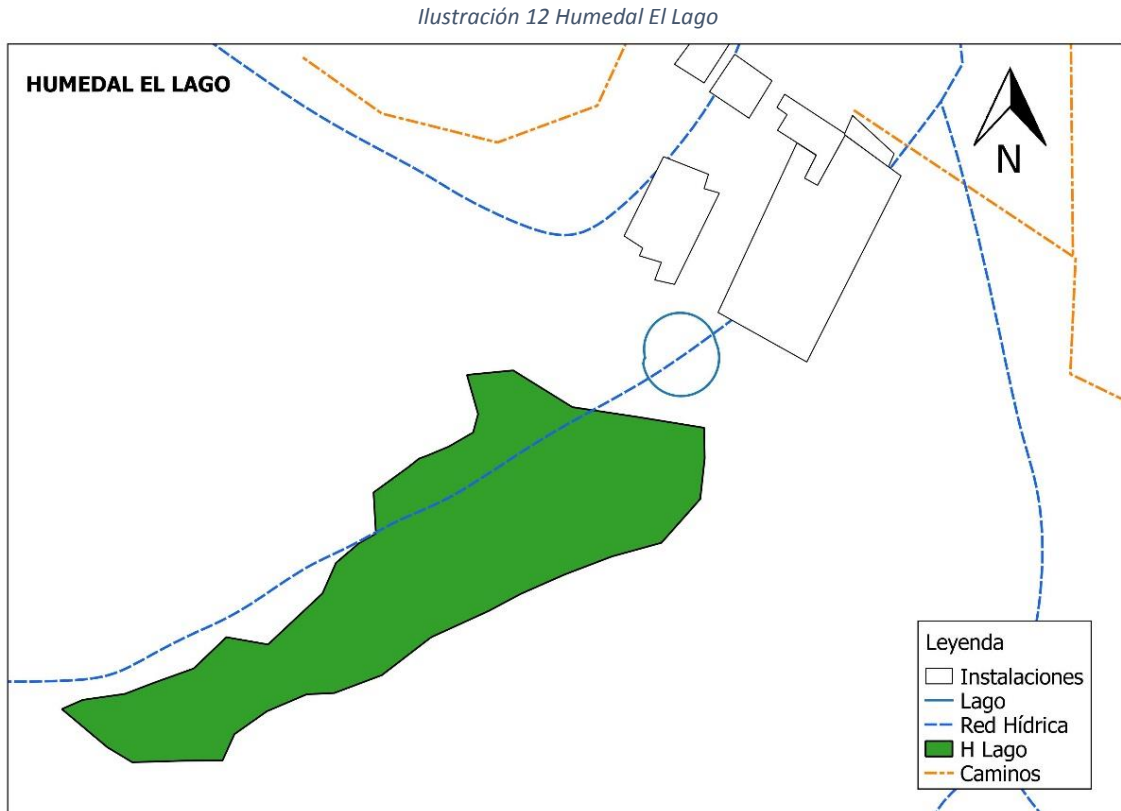 Ilustración 12 Humedal El Lago
HUMEDAL EL LAGO
N
Leyenda
Instalaciones
Lago
Red Hídrica
H Lago
Caminos